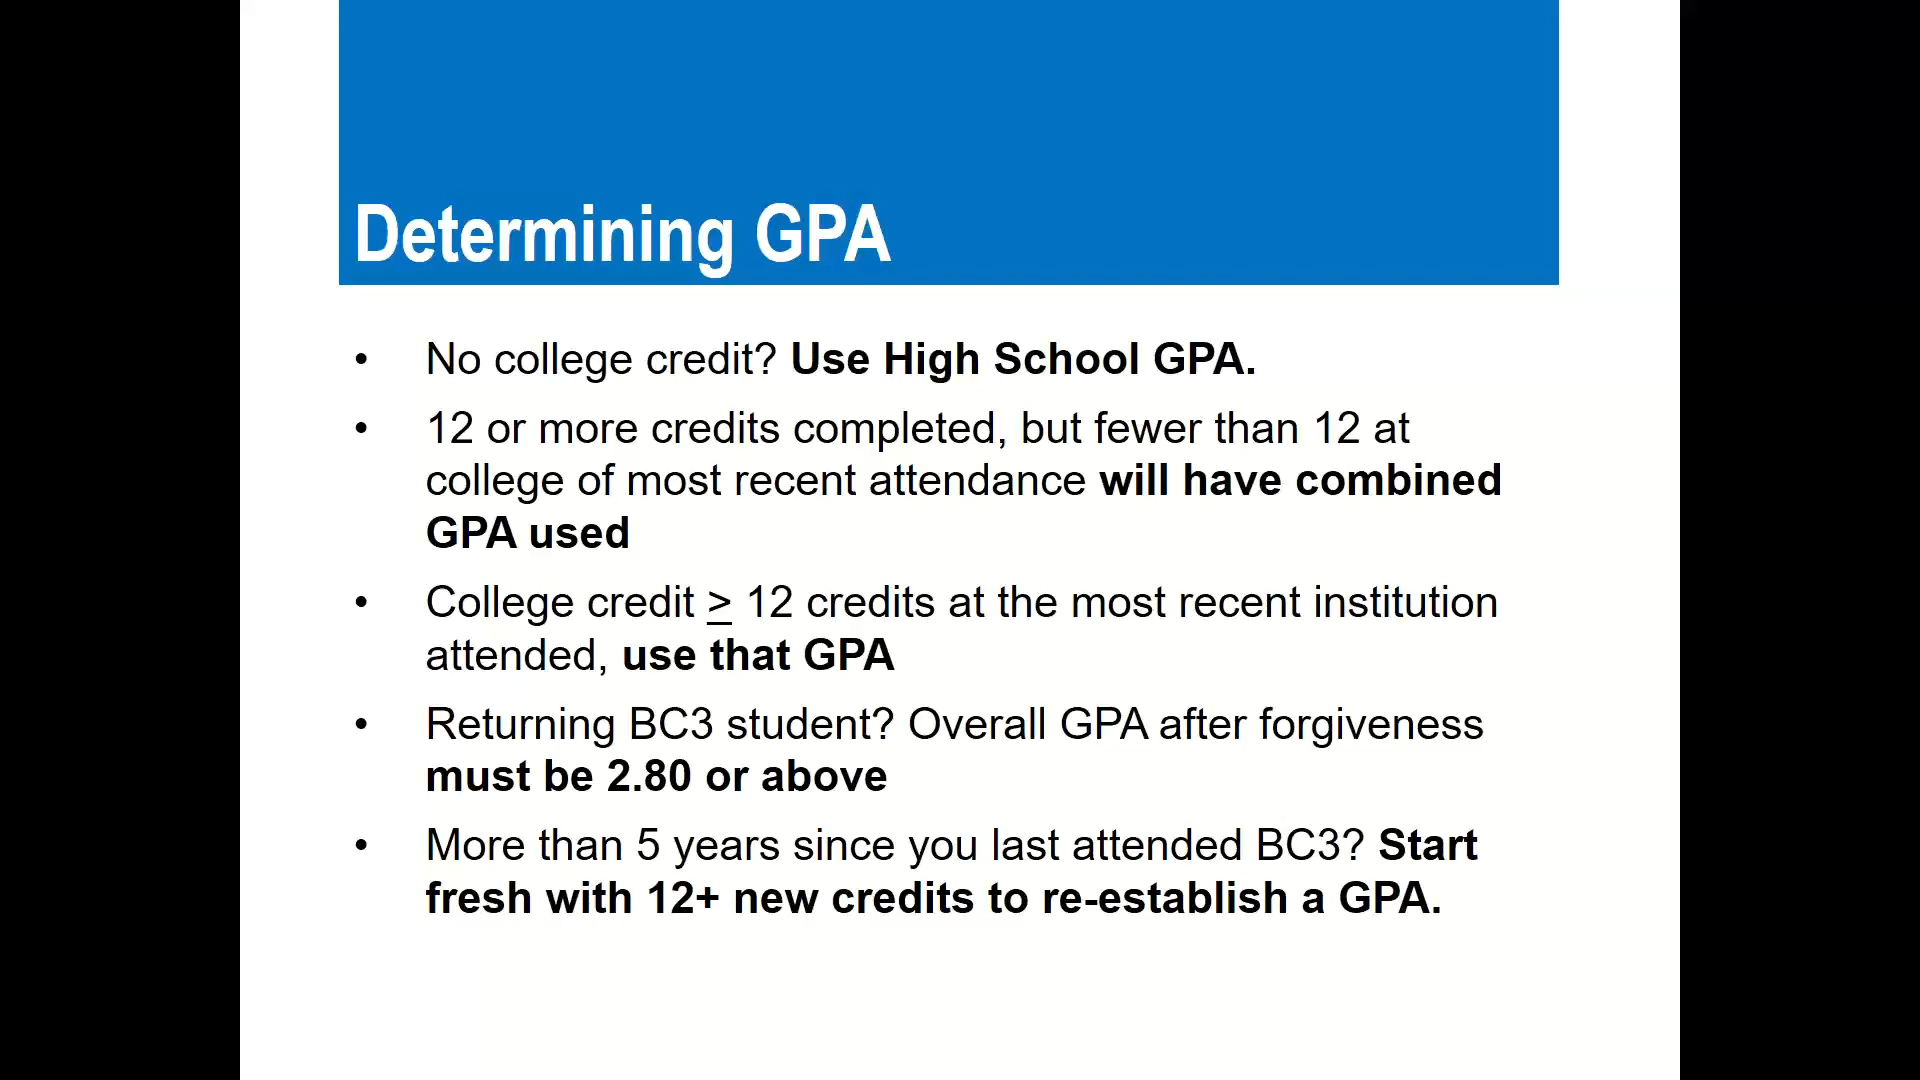 Determining GPA
• No college credit? Use High School GPA.
• 12 or more credits completed, but fewer than 12 at
college of most recent attendance will have combined
GPA used
• College credit ≥ 12 credits at the most recent institution
attended, use that GPA
• Returning BC3 student? Overall GPA after forgiveness
must be 2.80 or above
• More than 5 years since you last attended BC3? Start
fresh with 12+ new credits to re-establish a GPA.